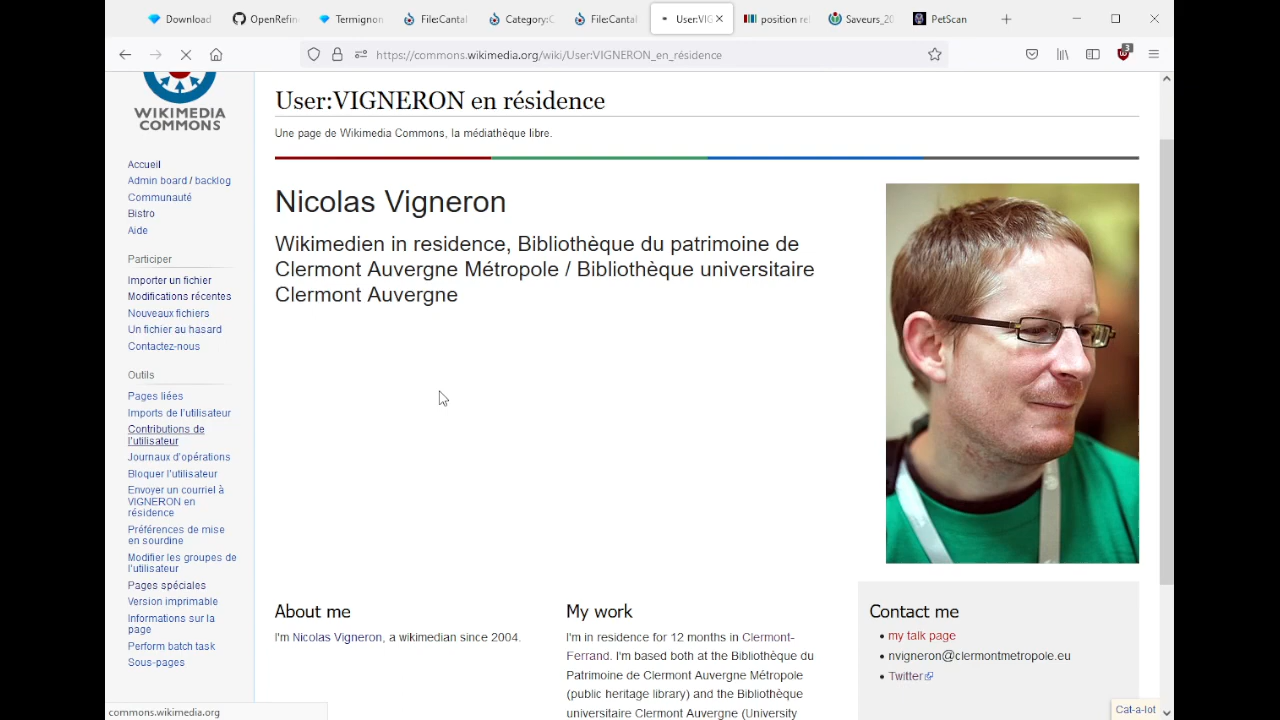 Download
OpenRefin
Termignon
File:Cantal
Category:C
File:Cantal
User:VIG
position rel
Saveurs_20
PetScan
https://commons.wikimedia.org/wiki/User:VIGNERON_en_résidence
3
WIKIMEDIA
COMMONS
Accueil
Admin board / backlog
Communauté
Bistro
Aide
Participer
Importer un fichier
Modifications récentes
Nouveaux fichiers
Un fichier au hasard
Contactez-nous
Outils
Pages liées
Imports de l'utilisateur
Contributions de
l'utilisateur
Journaux d'opérations
Bloquer l'utilisateur
Envoyer un courriel à
VIGNERON en
résidence
Préférences de mise
en sourdine
Modifier les groupes de
l'utilisateur
Pages spéciales
Version imprimable
Informations sur la
page
Perform batch task
Sous-pages
commons.wikimedia.org
User:VIGNERON en résidence
Une page de Wikimedia Commons, la médiathèque libre.
Nicolas Vigneron
Wikimedien in residence, Bibliothèque du patrimoine de
Clermont Auvergne Métropole / Bibliothèque universitaire
Clermont Auvergne
About me
I'm Nicolas Vigneron, a wikimedian since 2004.
My work
I'm in residence for 12 months in Clermont-
Ferrand. I'm based both at the Bibliothèque du
Patrimoine de Clermont Auvergne Métropole
(public heritage library) and the Bibliothèque
universitaire Clermont Auvergne (University
Contact me
• my talk page
• nvigneron@clermontmetropole.eu
• Twitter
Cat-a-lot